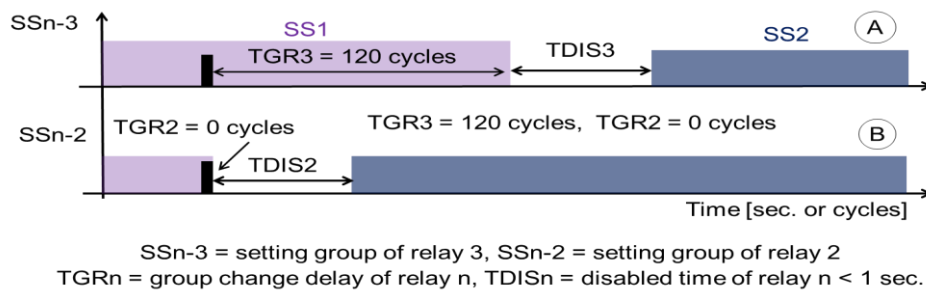 SSn-3
SS1
SS2
A
TGR3 = 120 cycles
TDIS3
SSn-2
TGR2 = 0 cycles
TGR3 = 120 cycles, TGR2 = 0 cycles
B
TDIS2
Time [sec. or cycles]
SSn-3 = setting group of relay 3, SSn-2 = setting group of relay 2
TGRn = group change delay of relay n, TDISn = disabled time of relay n < 1 sec.